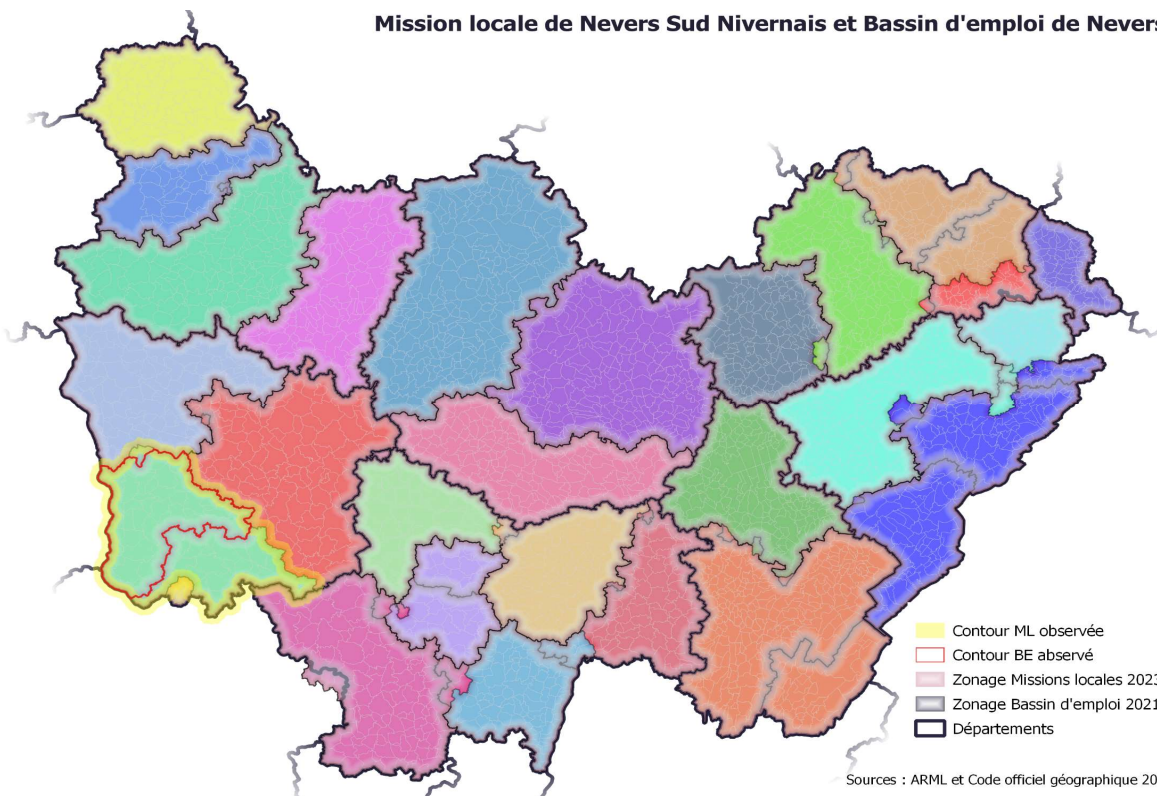 Mission locale de Nevers Sud Nivernais et Bassin d'emploi de Nevers
Contour ML observée
Contour BE abservé
Zonage Missions locales 2023
Zonage Bassin d'emploi 2021
Départements
Sources : ARML et Code officiel géographique 20